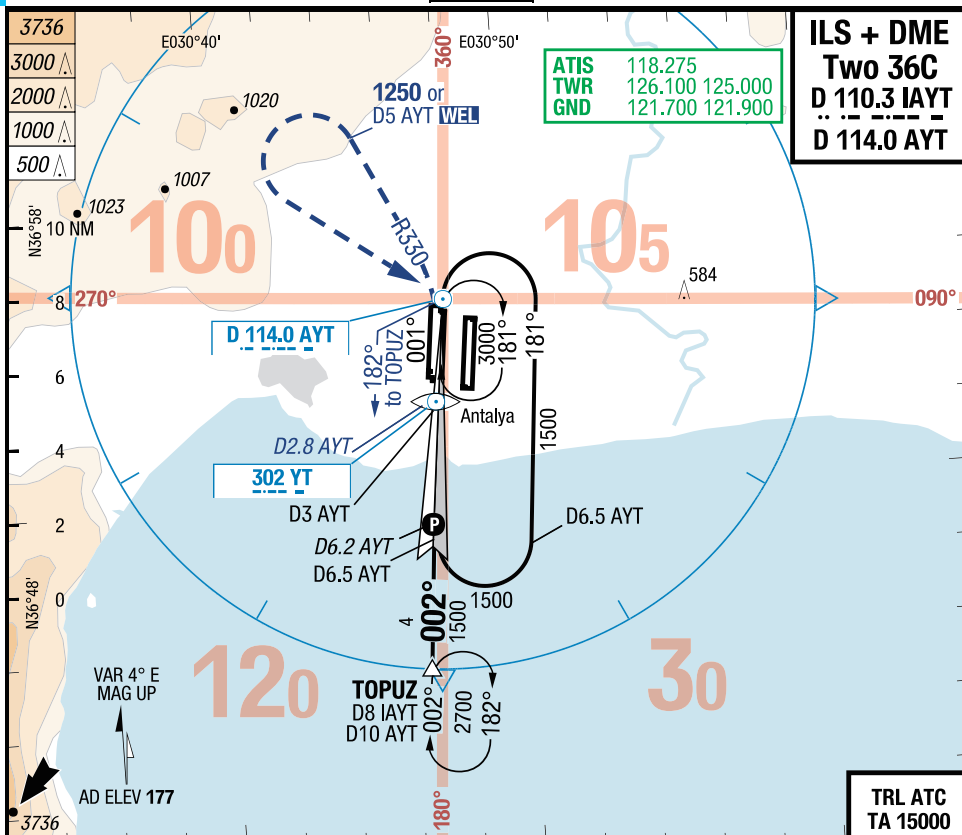 3736
3000
2000
1000
500
E030°40'
360°
E030°50'
ATIS 118.275
TWR 126.100 125.000
GND 121.700 121.900
ILS + DME
Two 36C
D 110.3 IAYT
D 114.0 AYT
1020
1250 or
D5 AYT WEL
1007
1023
N36°58'
10 NM
100
105
R330
584
8
270°
090°
D 114.0 AYT
182°
to TOPUZ
001°
3000
181°
181°
6
Antalya
1500
4
D2.8 AYT
302 YT
D3 AYT
P
2
D6.2 AYT
D6.5 AYT
D6.5 AYT
0
N36°48'
4
002°
1500
1500
120
30
VAR 4° E
MAG UP
TOPUZ
D8 IAYT
D10 AYT
002°
2700
182°
AD ELEV 177
180°
3736
TRL ATC
TA 15000